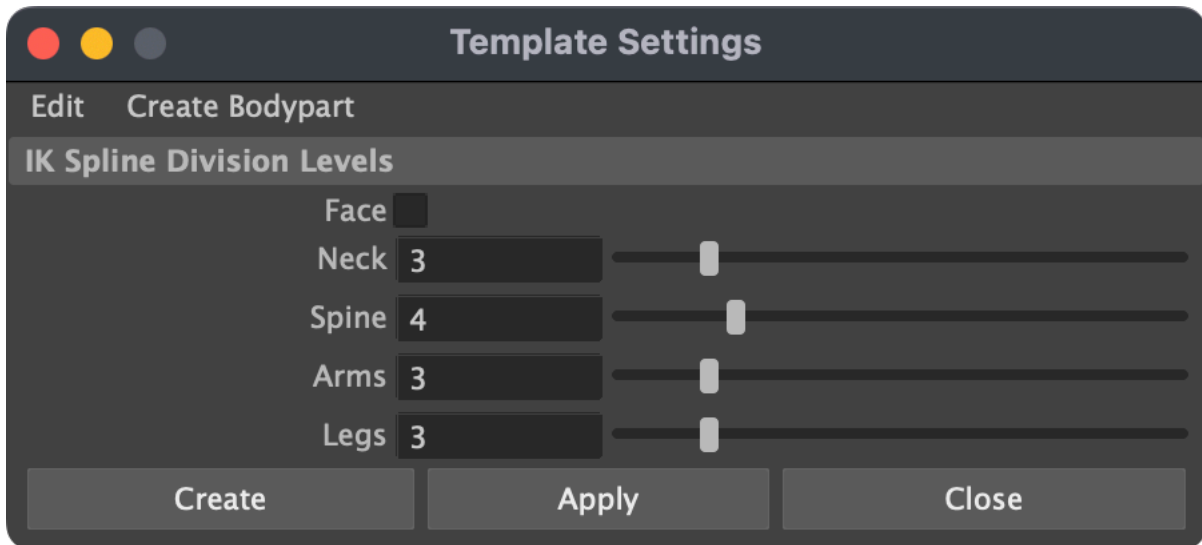 Template Settings
Edit Create Bodypart
IK Spline Division Levels
Face
Neck 3
Spine 4
Arms 3
Legs 3
Create Apply Close